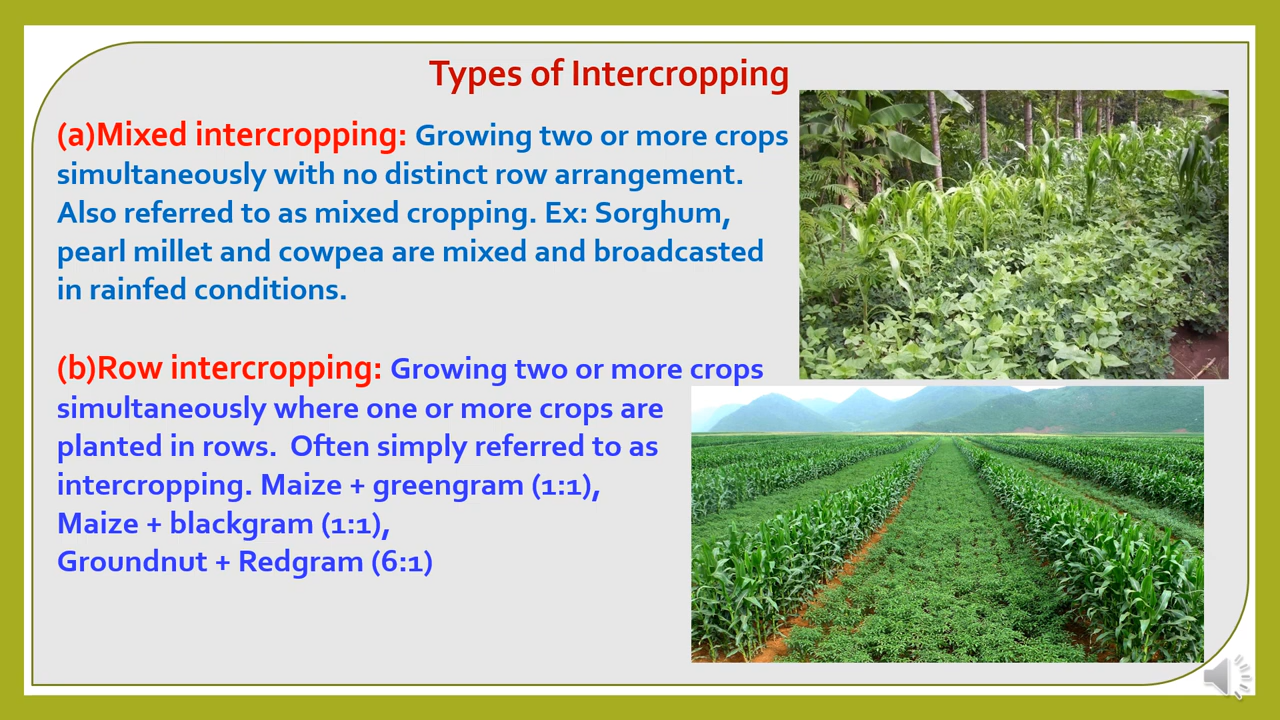 Types of Intercropping
(a)Mixed intercropping: Growing two or more crops
simultaneously with no distinct row arrangement.
Also referred to as mixed cropping. Ex: Sorghum,
pearl millet and cowpea are mixed and broadcasted
in rainfed conditions.
(b)Row intercropping: Growing two or more crops
simultaneously where one or more crops are
planted in rows.  Often simply referred to as
intercropping. Maize + greengram (1:1),
Maize + blackgram (1:1),
Groundnut + Redgram (6:1)